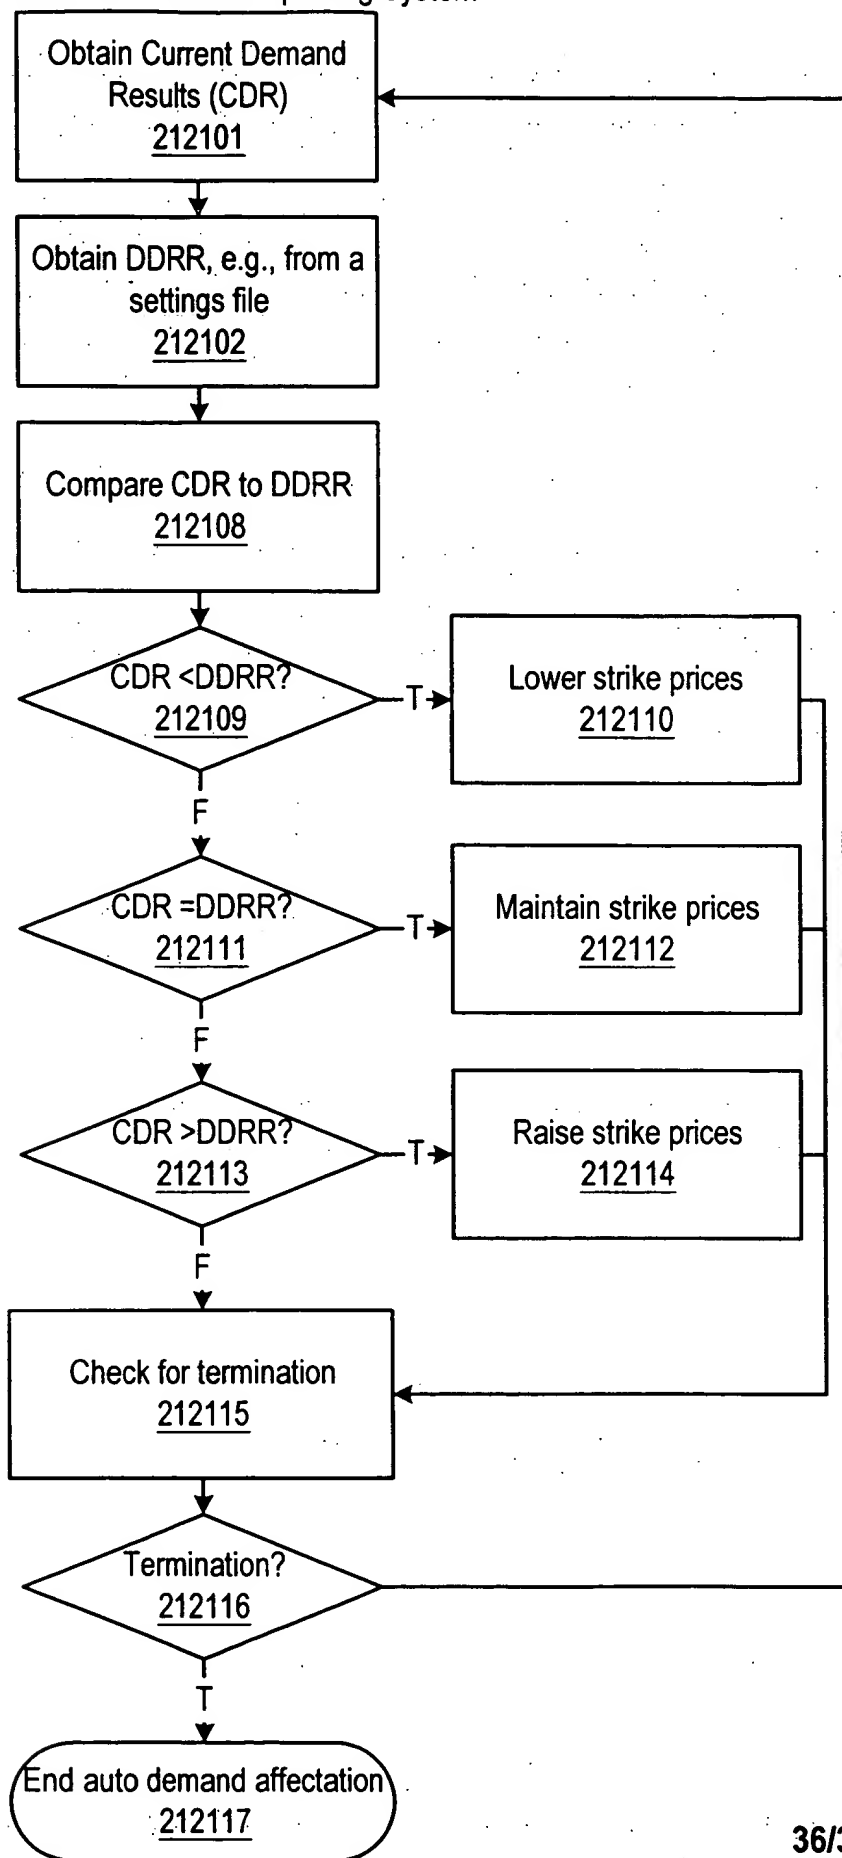 Obtain Current Demand
Results (CDR)
212101
Obtain DDRR, e.g., from a
settings file
212102
Compare CDR to DDRR
212108
CDR <DDRR?
212109
T
Lower strike prices
212110
F
CDR =DDRR?
212111
T
Maintain strike prices
212112
F
CDR >DDRR?
212113
T
Raise strike prices
212114
F
Check for termination
212115
Termination?
212116
T
End auto demand affectation
212117
36/3